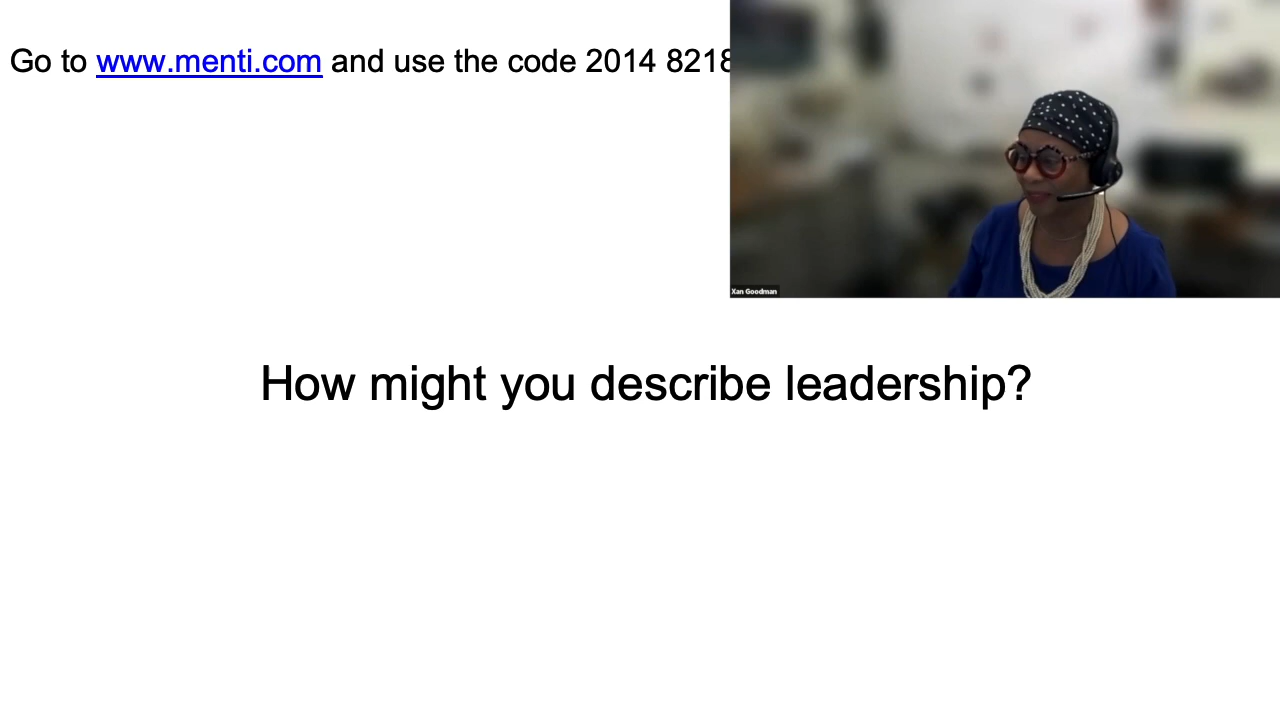 Go to www.menti.com and use the code 2014 8218
Xan Goodman
How might you describe leadership?